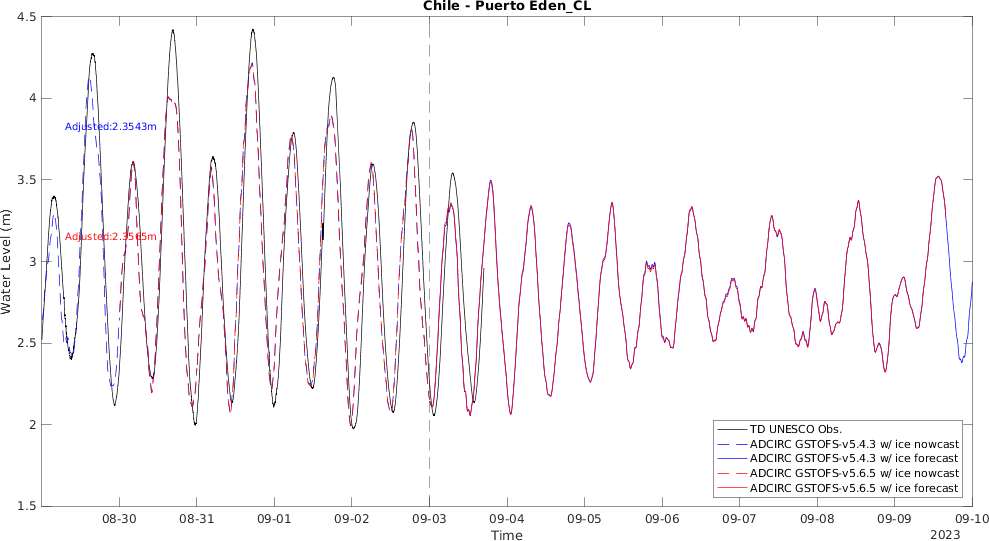 Chile - Puerto Eden_CL
4.5
4
3.5
3
2.5
2
1.5
Water Level (m)
Adjusted:2.3543m
Adjusted:2.3565m
TD UNESCO Obs.
ADCIRC GSTOFS-v5.4.3 w/ ice nowcast
ADCIRC GSTOFS-v5.4.3 w/ ice forecast
ADCIRC GSTOFS-v5.6.5 w/ ice nowcast
ADCIRC GSTOFS-v5.6.5 w/ ice forecast
08-30 08-31 09-01 09-02 09-03 09-04 09-05 09-06 09-07 09-08 09-09 09-10
Time
2023